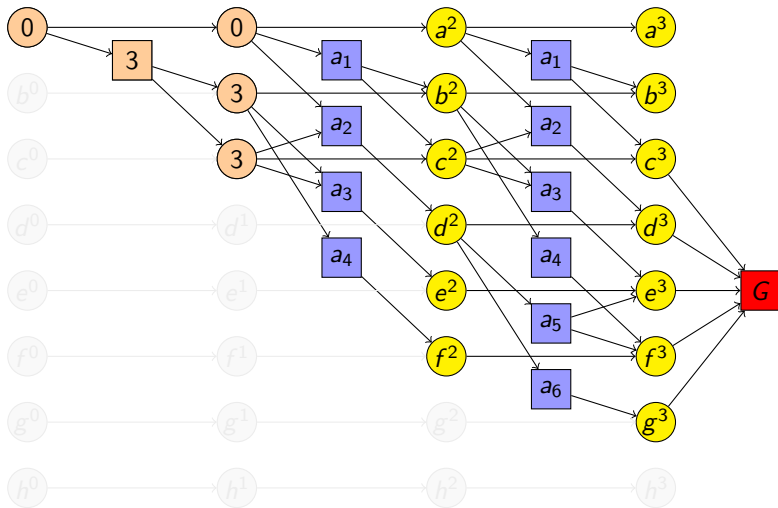 0 0 a² a³
3 a₁ a₁
b⁰ 3 b² b³
a₂ a₂
c⁰ 3 c² c³
a₃ a₃
d⁰ d¹ d² d³
a₄ a₄
e⁰ e¹ e² e³ G
a₅
f⁰ f¹ f² f³
a₆
g⁰ g¹ g² g³
h⁰ h¹ h² h³